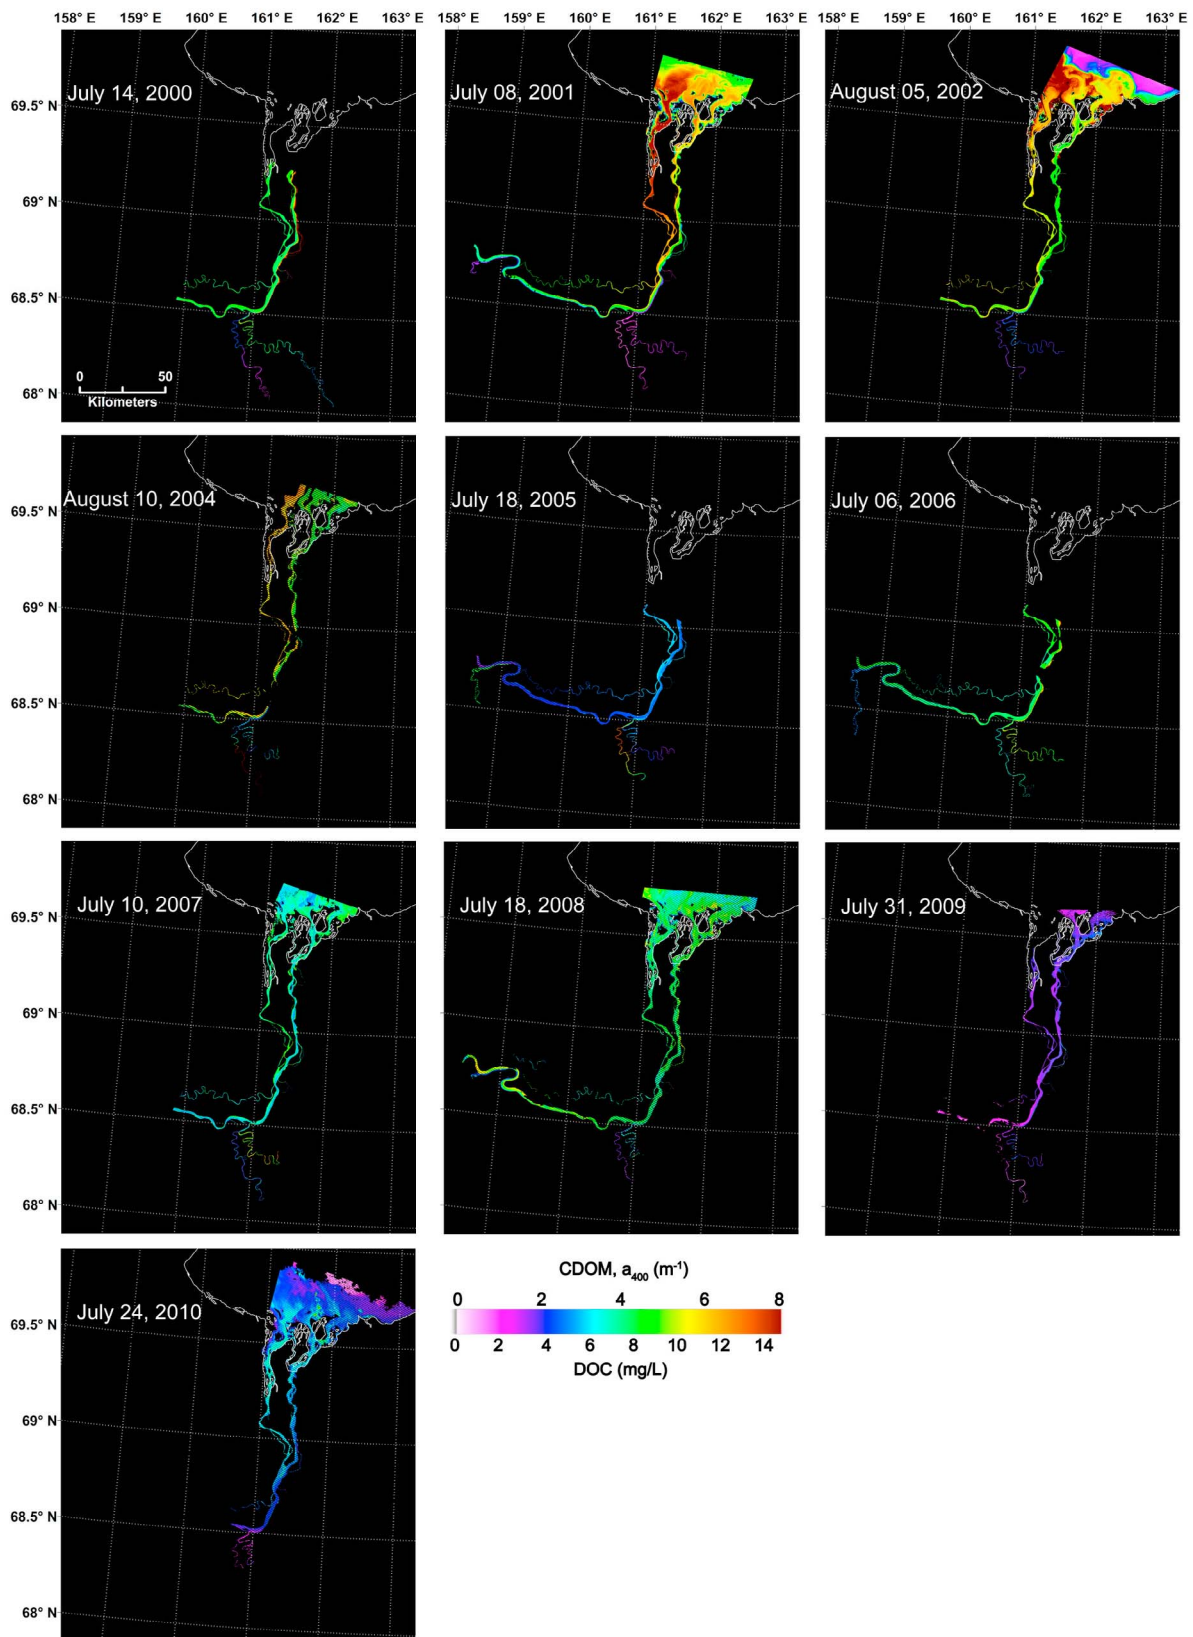 158° E 159° E 160° E 161° E 162° E 163° E 158° E 159° E 160° E 161° E 162° E 163° E 158° E 159° E 160° E 161° E 162° E 163° E
July 14, 2000 July 08, 2001 August 05, 2002
69.5° N
69° N
68.5° N
0 50
Kilometers
68° N
August 10, 2004 July 18, 2005 July 06, 2006
69.5° N
69° N
68.5° N
68° N
July 10, 2007 July 18, 2008 July 31, 2009
69.5° N
69° N
68.5° N
68° N
July 24, 2010
69.5° N
69° N
68.5° N
68° N
CDOM, a₄₀₀ (m⁻¹)
0 2 4 6 8
0 2 4 6 8 10 12 14
DOC (mg/L)